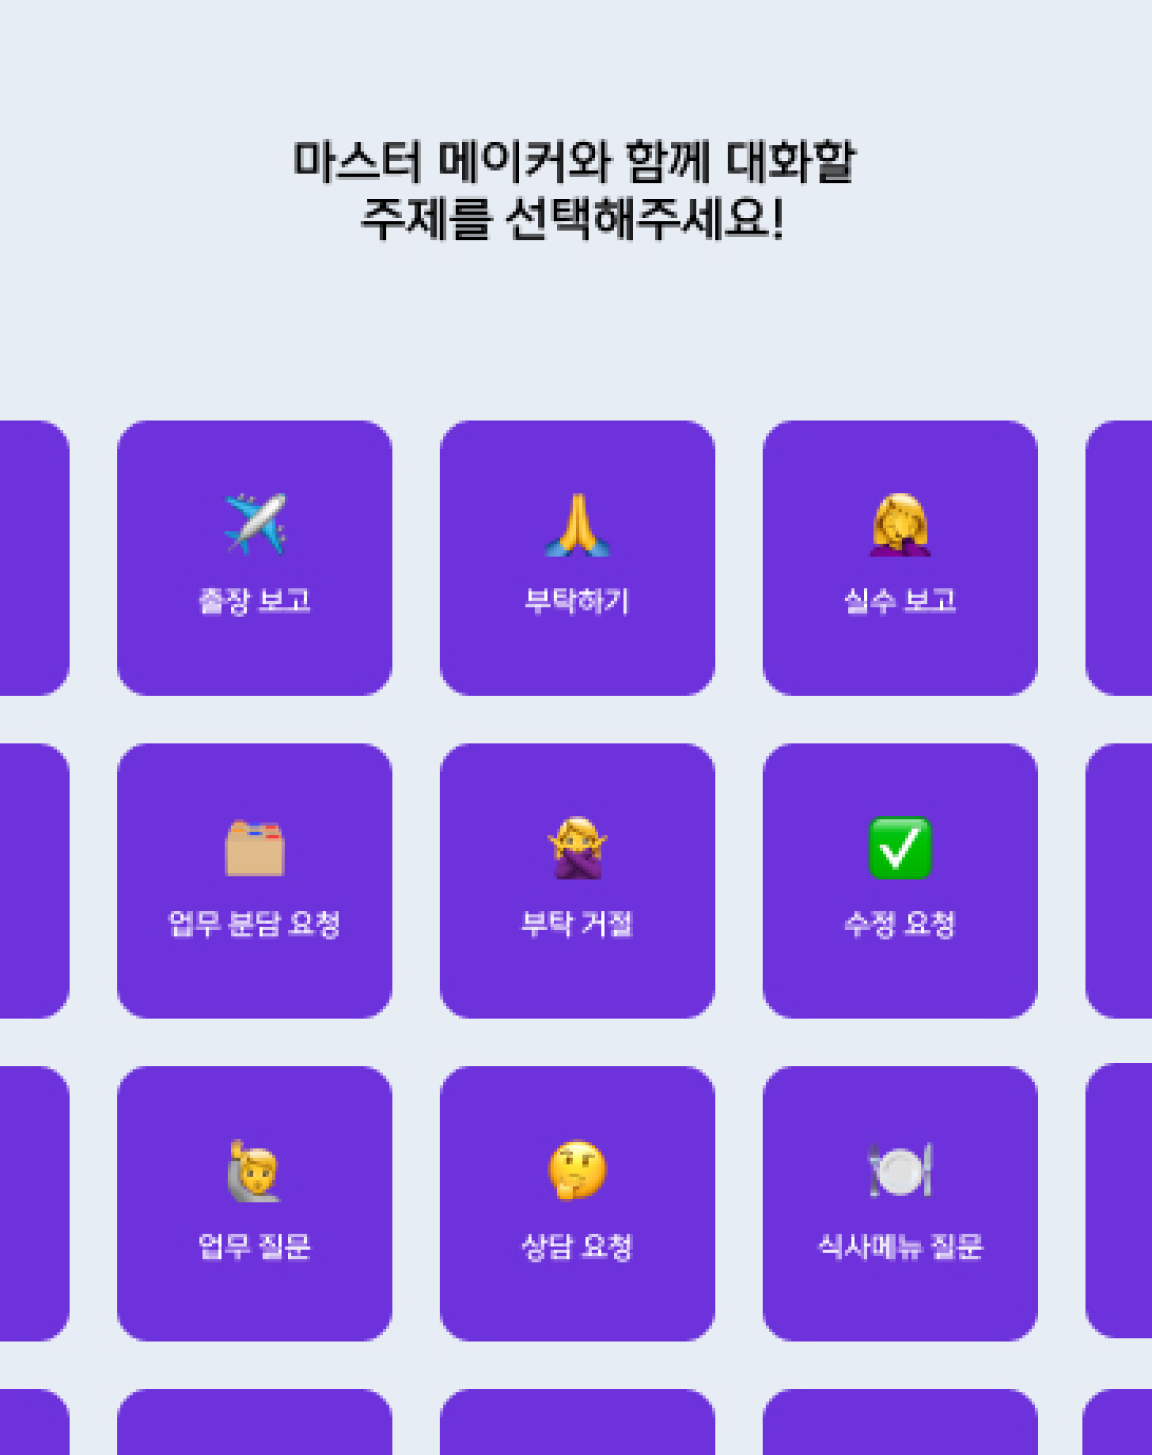 마스터 메이커와 함께 대화할
주제를 선택해주세요!
출장 보고
부탁하기
실수 보고
업무 분담 요청
부탁 거절
수정 요청
업무 질문
상담 요청
식사메뉴 질문